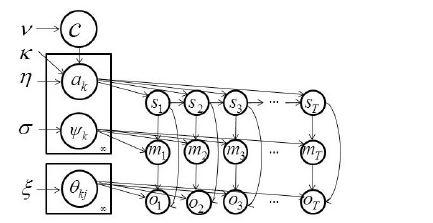 ν C
κ
η a_k
s_1 s_2 s_3 ... s_T
σ ψ_k ∞
m_1 m_2 m_3 ... m_T
ξ θ_kj ∞
o_1 o_2 o_3 ... o_T